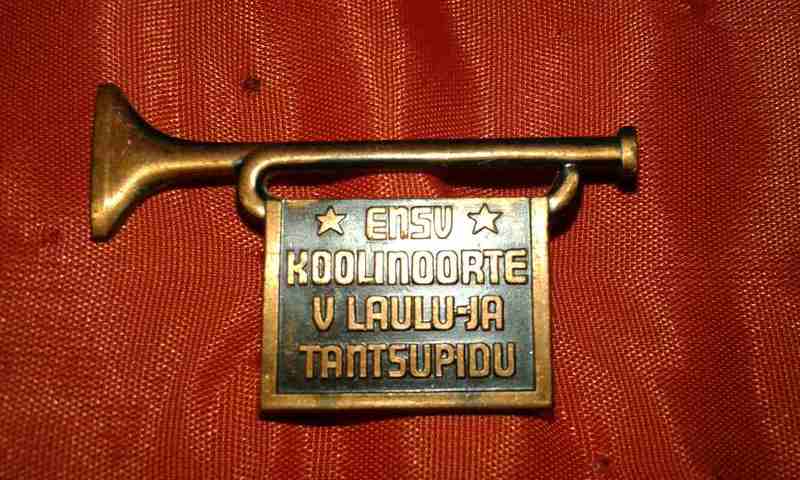 ENSV
KOOLINOORTE
V LAULU-JA
TANTSUPIDU